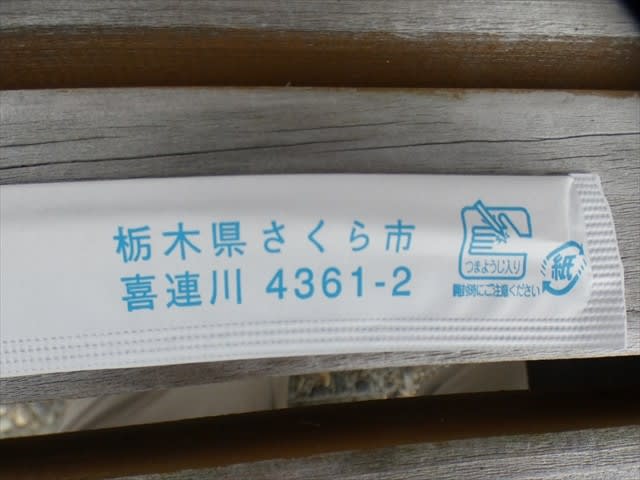 栃木県さくら市
喜連川 4361-2
つまようじ入り
開封時にご注意ください
紙